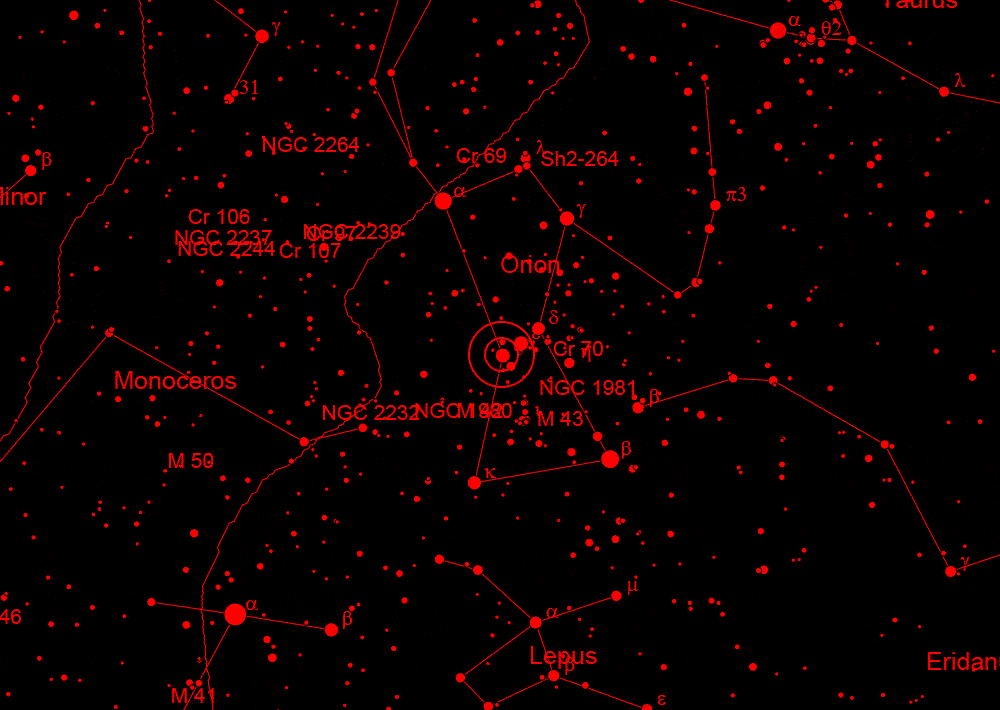 Taurus
γ
α
θ2
31
λ
NGC 2264
Cr 69
λ
Sh2-264
β
α
π3
Minor
Cr 106
γ
NGC 2237
NGC 2239
NGC 2244
Cr 107
Orion
δ
Cr 70
η
Monoceros
NGC 1981
β
NGC 2232
M 43
M 50
β
κ
γ
α
μ
46
β
α
Lepus
β
Eridan
M 41
ε